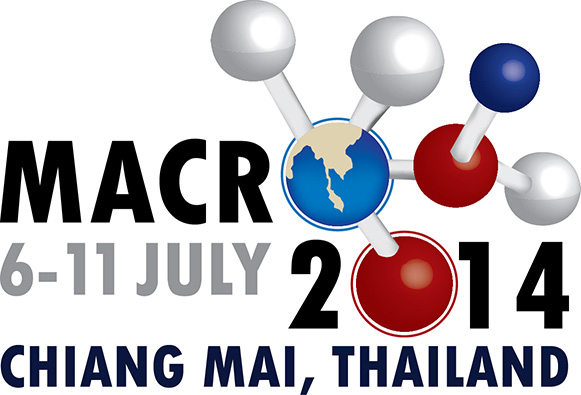 MACRO
6-11 JULY 2014
CHIANG MAI, THAILAND